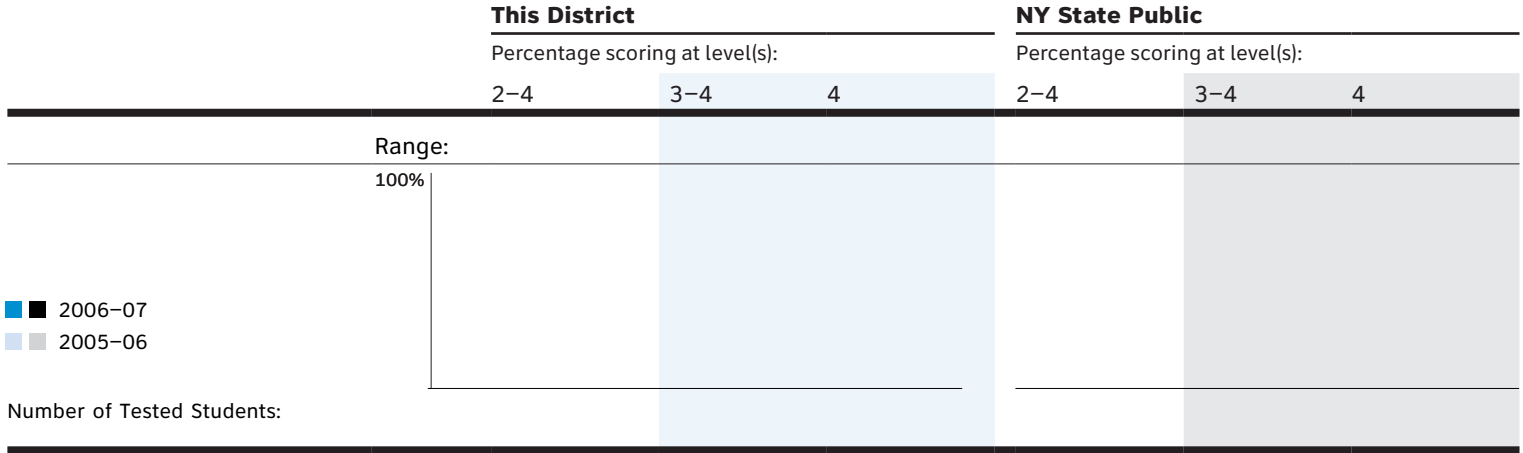 This District NY State Public
Percentage scoring at level(s): Percentage scoring at level(s):
2–4 3–4 4 2–4 3–4 4
Range:
100%
2006–07
2005–06
Number of Tested Students: